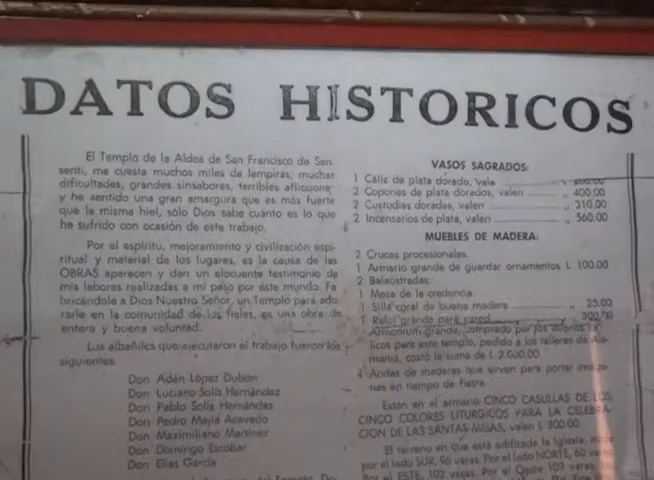 DATOS HISTORICOS
El Templo de la Aldea de San Francisco de Sen-
senti, me cuesta muchos miles de lempiras, muchas
dificultades, grandes sinsabores, terribles aflicciones
y he sentido una gran amargura que es más fuerte
que la misma hiel, sólo Dios sabe cuánto es lo que
he sufrido con ocasión de este trabajo.
Por el espíritu, mejoramiento y civilización espi-
ritual y material de los lugares, es la causa de las
OBRAS aparecen y dan un elocuente testimonio de
mis labores realizadas a mi paso por este mundo. Fa
bricándole a Dios Nuestro Señor, un Templo para ado
rarle en la comunidad de los fieles, es una obra de
entera y buena voluntad.
Los albañiles que ejecutaron el trabajo fueron los
siguientes
Don Adán López Dubón
Don Luciano Solís Hernández
Don Pablo Solís Hernández
Don Pedro Mejía Acevedo
Don Maximiliano Martínez
Don Domingo Escobar
Don Elías García
VASOS SAGRADOS:
1 Cáliz de plata dorado, vale
2 Copones de plata dorados, valen ,, 400.00
2 Custodias doradas, valen ,, 310.00
2 Incensarios de plata, valen ,, 560.00
MUEBLES DE MADERA:
2 Cruces procesionales.
1 Armario grande de guardar ornamentos L 100.00
2 Balaustradas.
1 Mesa de la credencia.
1 Silla coral de buena madera ,, 25.00
1 Reloj grande para pared ,, 300.00
Armonium grande, comprado por los
licos para este templo, pedido a los talleres de Ale
mania, costó la suma de L 2.000.00
4 Andas de maderas que sirven para portar imáge
nes en tiempo de fiesta
Están en el armario CINCO CASULLAS DE LOS
CINCO COLORES LITURGICOS PARA LA CELEBRA-
CION DE LAS SANTAS MISAS, valen L 300.00
El terreno en que está edificada la Iglesia,
por el lado SUR, 96 varas. Por el lado NORTE, 60 varas
Por el ESTE, 102 varas. Por el Oeste 109 varas